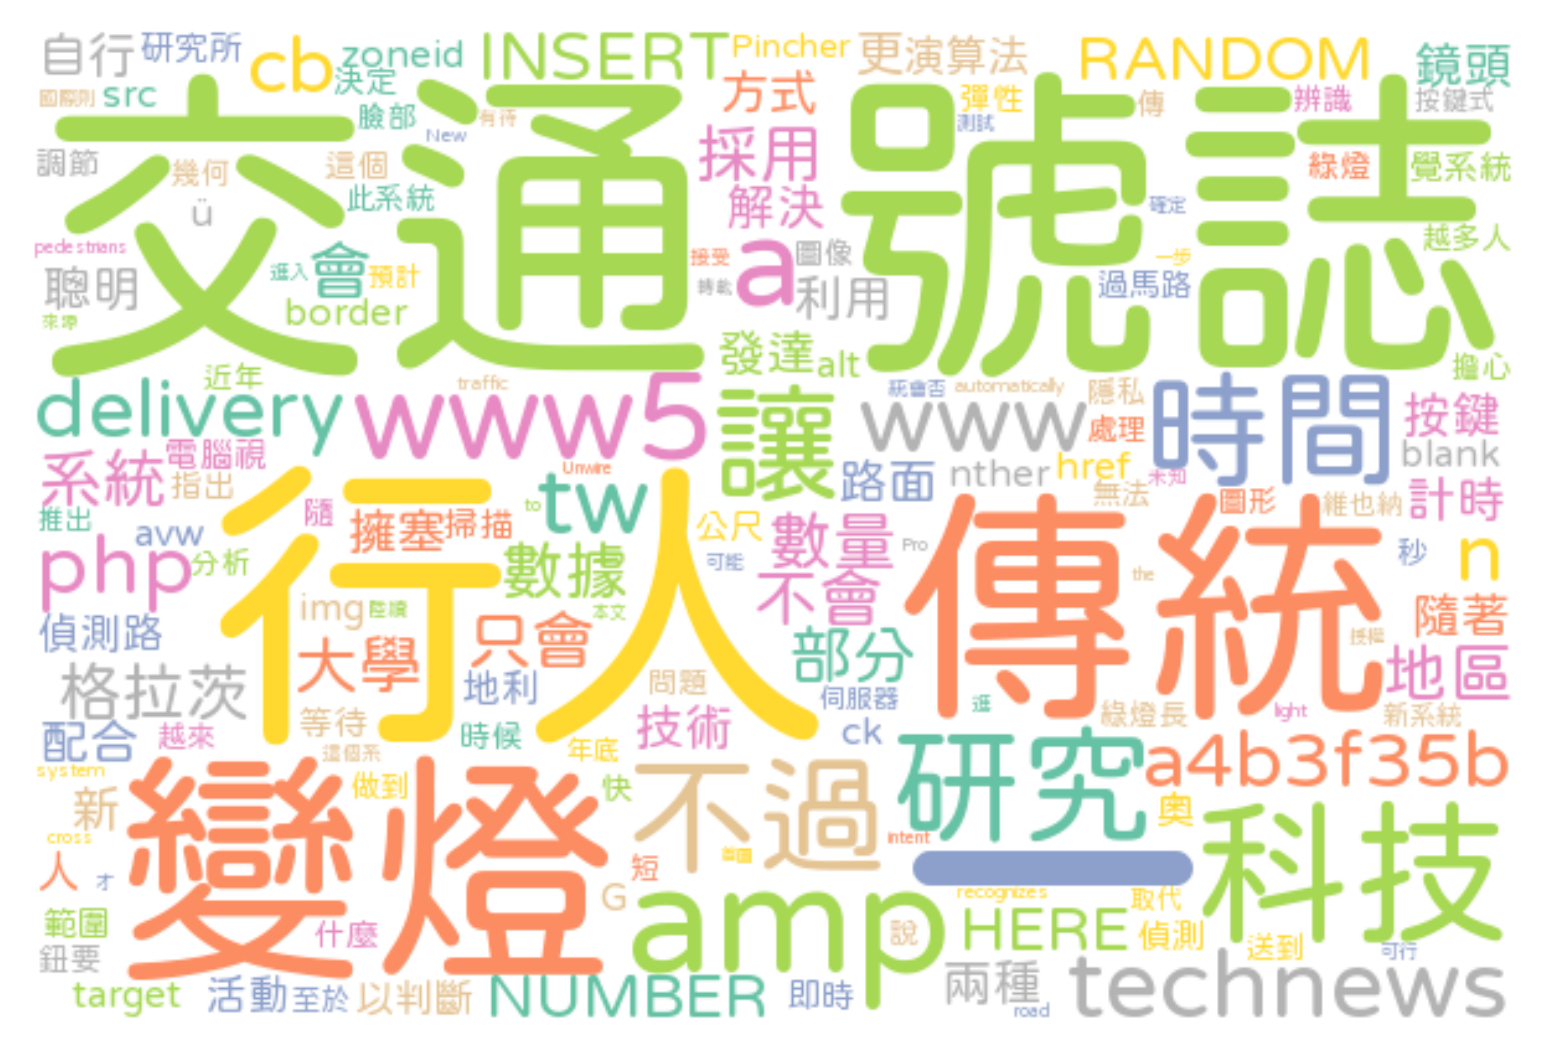 自行 研究所 cb zoneid INSERT Pincher 更 演算法 RANDOM 鏡頭
國際則 src 決定 方式 彈性 傳 辨識 按鍵式
臉部 New 有待 測試
交通 號誌
調節 幾何 這個 採用 綠燈 覺系統
ü 此系統 解決 確定 越多人
pedestrians 聰明 進入 會 預計 接受 a 圖像 一步 過馬路
來源 border 轉軌 利用
近年 traffic 發達 alt 擔心
delivery www5 讓 統會否 automatically 隱私 時間 按鍵
www 處理
系統 電腦視 指出 Unwire 路面 nther href 未知 blank
推出 avw 隨 擁塞 掃描 to tw 公尺 數量 無法 圖形 維也納 計時
php 分析 數據 可能 不會 Pro 秒 n
行人 傳統
img 陸續 本文 the
偵測路 大學 只會 部分 授權 隨著
格拉茨 地利 問題 伺服器 地區
配合 越來 等待 時候 技術 ck 進 綠燈長 light 新系統
這個系 年底
system 做到 快 研究 a4b3f35b
變燈 不過
新 奧 科技
cross 人 才 短 intent
範圍 G amp recognizes HERE 取代 偵測
鈕要 什麼 說 兩種 送到 可行
target 活動 至於 以判斷 NUMBER 即時 road technews